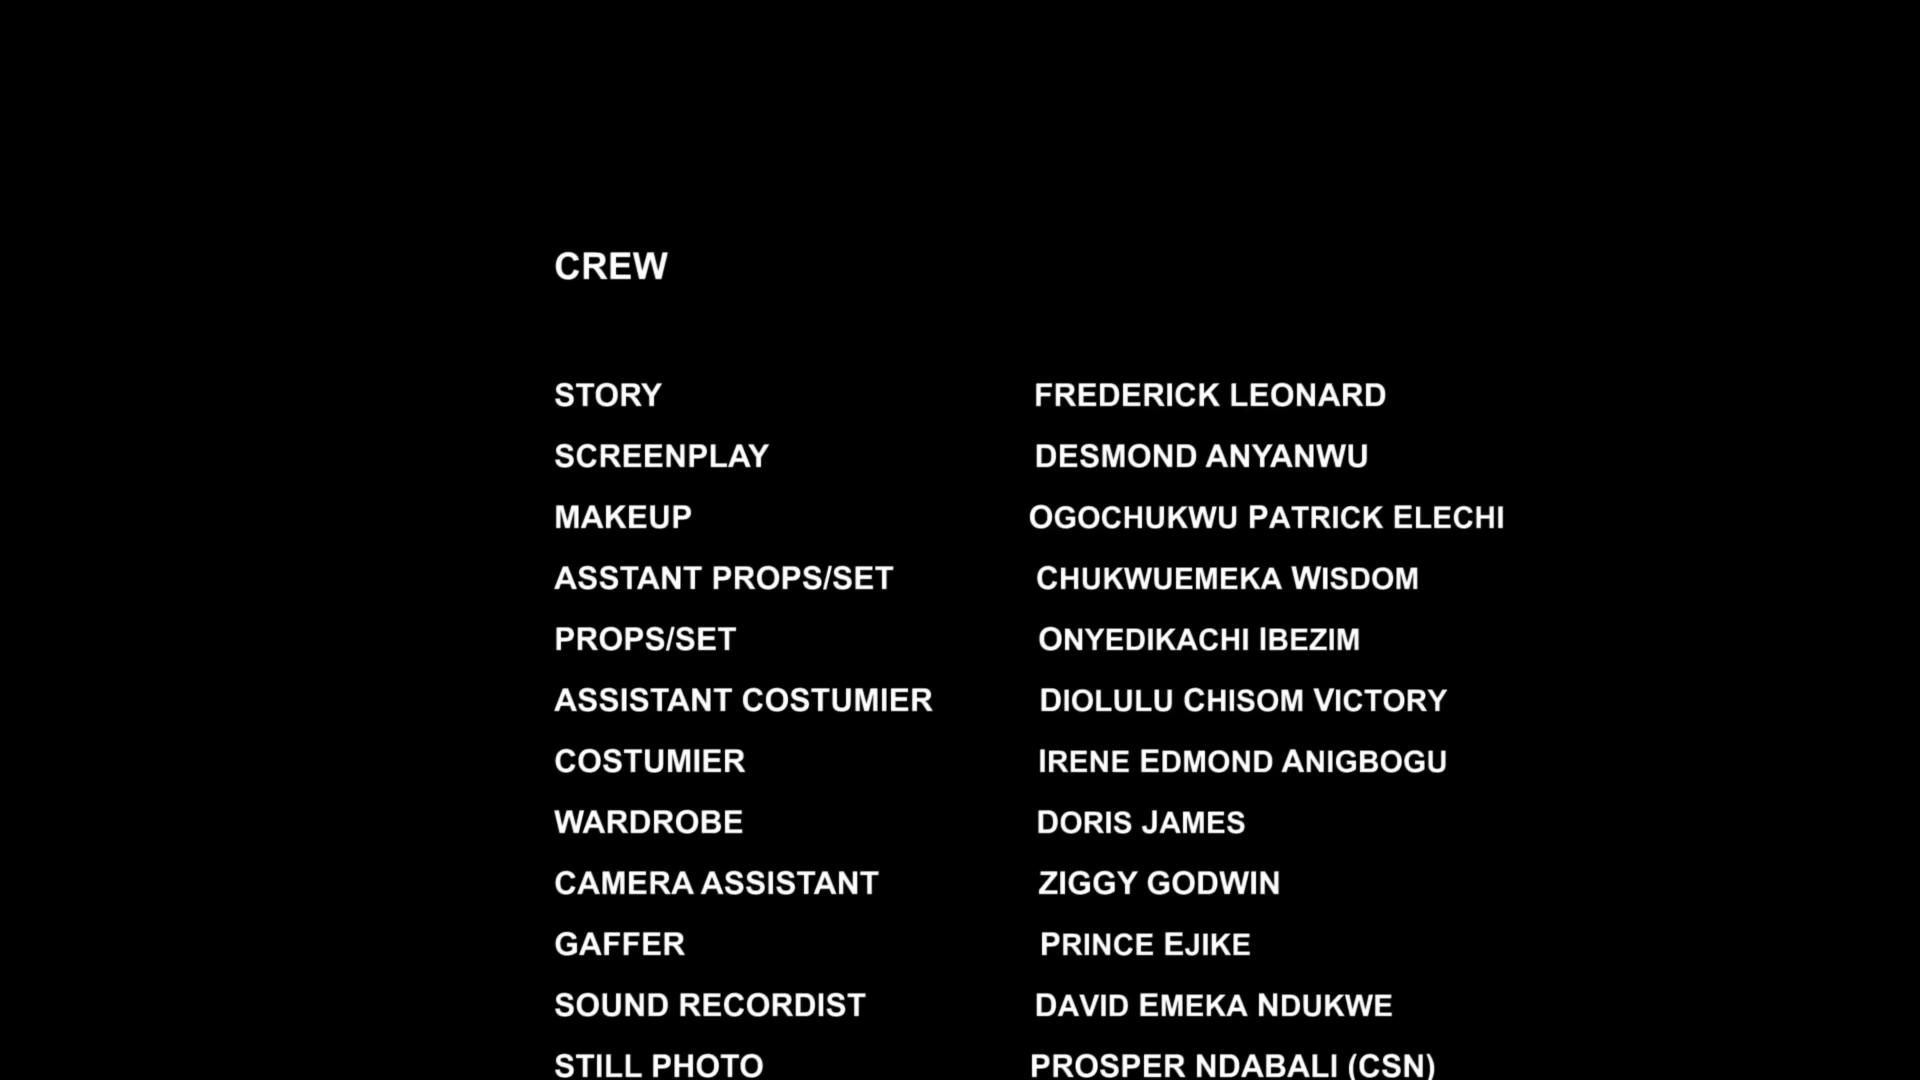 CREW
STORY FREDERICK LEONARD
SCREENPLAY DESMOND ANYANWU
MAKEUP OGOCHUKWU PATRICK ELECHI
ASSTANT PROPS/SET CHUKWUEMEKA WISDOM
PROPS/SET ONYEDIKACHI IBEZIM
ASSISTANT COSTUMIER DIOLULU CHISOM VICTORY
COSTUMIER IRENE EDMOND ANIGBOGU
WARDROBE DORIS JAMES
CAMERA ASSISTANT ZIGGY GODWIN
GAFFER PRINCE EJIKE
SOUND RECORDIST DAVID EMEKA NDUKWE
STILL PHOTO PROSPER NDABALI (CSN)